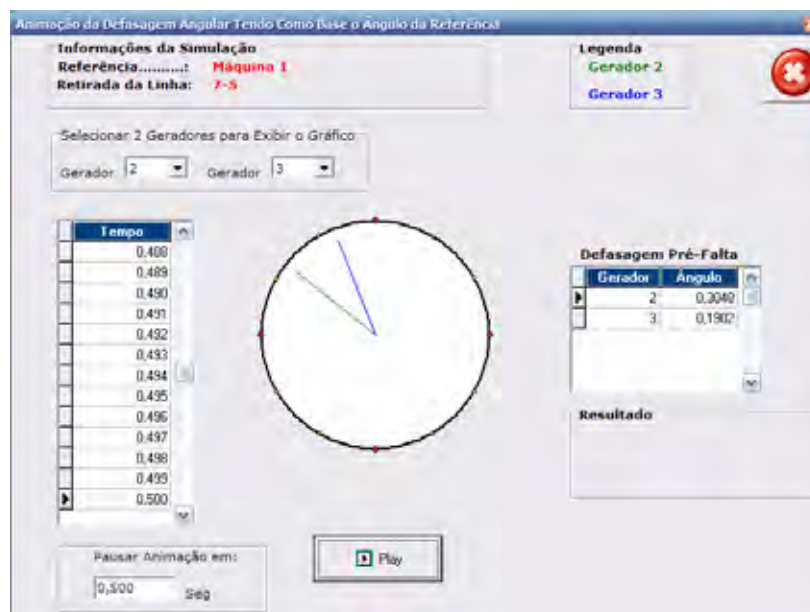 Animação da Defasagem Angular Tendo Como Base o Ângulo da Referência
Informações da Simulação
Referência.........: Máquina 1
Retirada da Linha: 7-5
Legenda
Gerador 2
Gerador 3
Selecionar 2 Geradores para Exibir o Gráfico
Gerador 2 Gerador 3
Tempo
0,488
0,489
0,490
0,491
0,492
0,493
0,494
0,495
0,496
0,497
0,498
0,499
0,500
Defasagem Pré-Falta
Gerador Ângulo
2 0,3048
3 0,1902
Resultado
Pausar Animação em:
0,500 Seg
Play